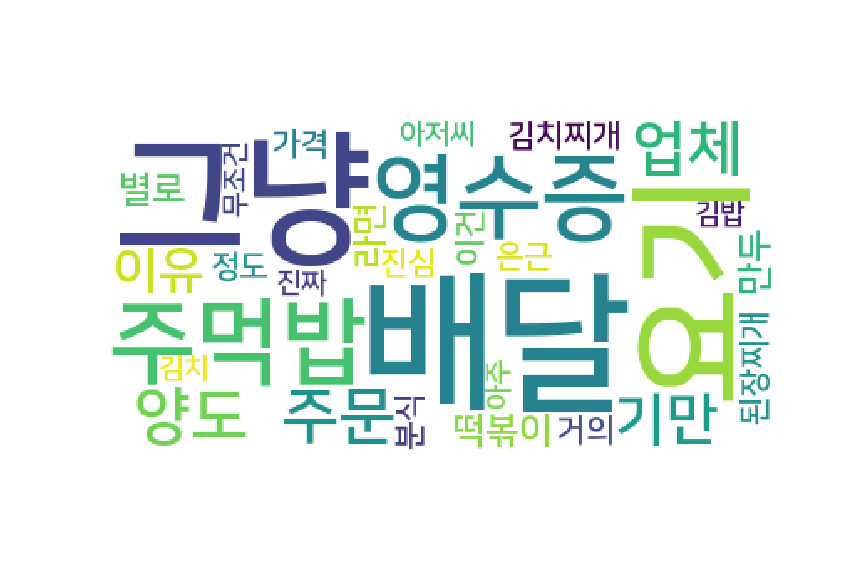 아저씨
김치찌개
업체
가격
그냥
무조건
영수증
별로
김밥
라면
이건
요기
이유
정도
진심
은근
만두
진짜
주먹밥
배달
김치
아주
된장찌개
양도
주문
분식
떡볶이
거의
기만